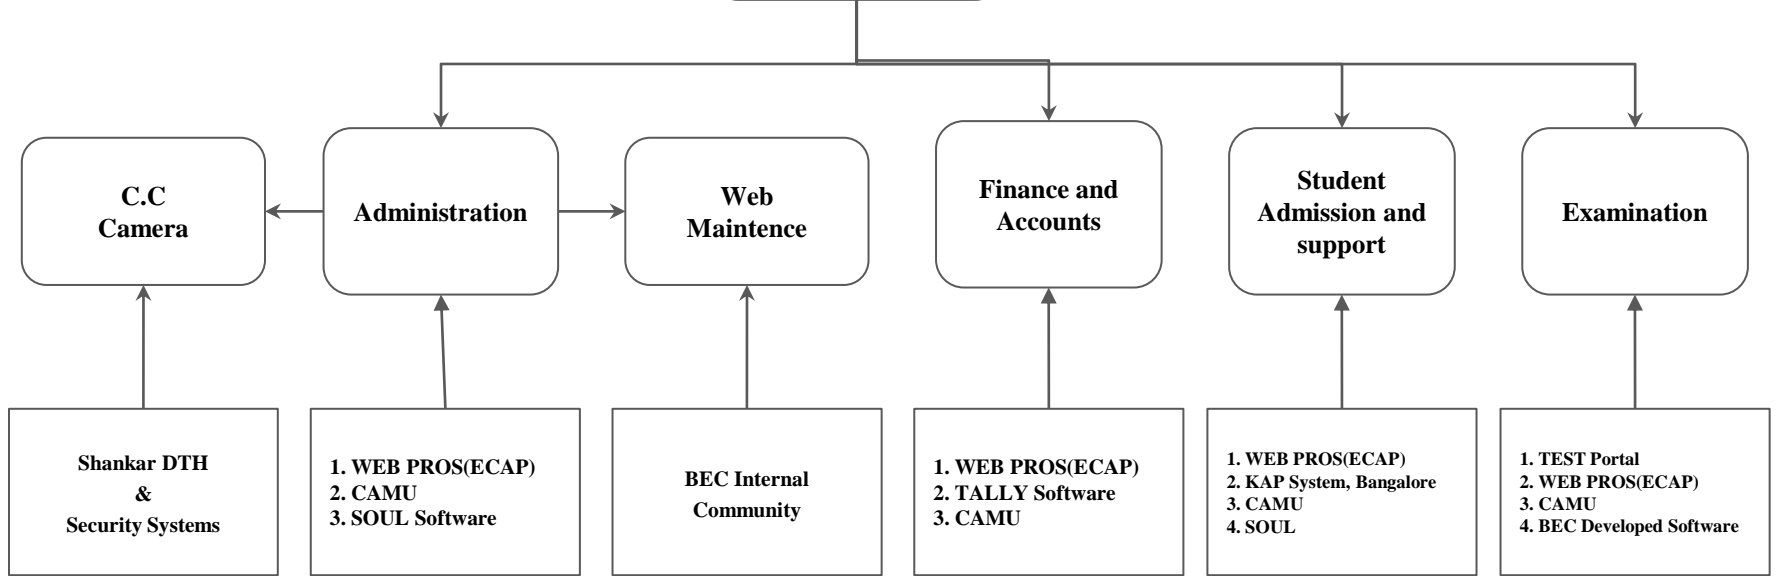 C.C
Camera
Administration
Web
Maintence
Finance and
Accounts
Student
Admission and
support
Examination
Shankar DTH
&
Security Systems
1. WEB PROS(ECAP)
2. CAMU
3. SOUL Software
BEC Internal
Community
1. WEB PROS(ECAP)
2. TALLY Software
3. CAMU
1. WEB PROS(ECAP)
2. KAP System, Bangalore
3. CAMU
4. SOUL
1. TEST Portal
2. WEB PROS(ECAP)
3. CAMU
4. BEC Developed Software